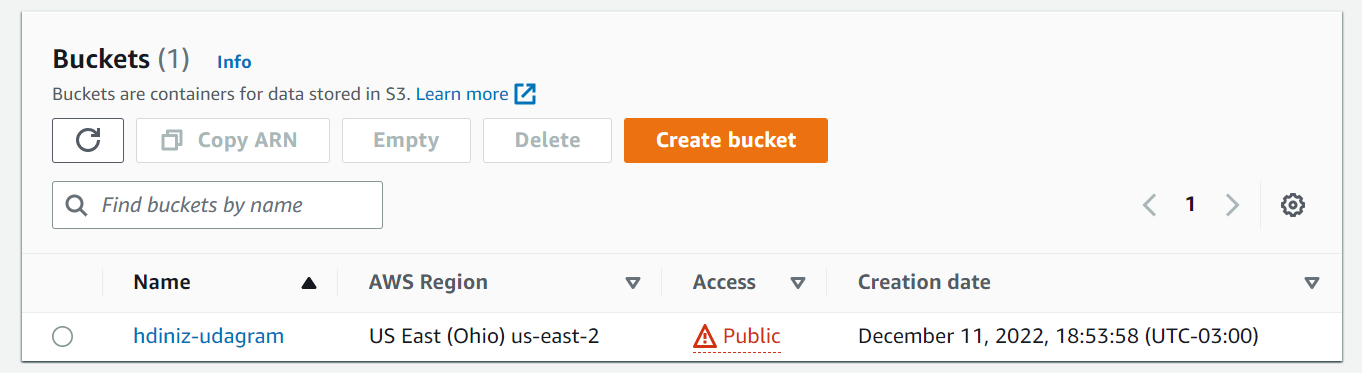 Buckets (1) Info
Buckets are containers for data stored in S3. Learn more
Copy ARN Empty Delete Create bucket
Find buckets by name 1
Name AWS Region Access Creation date
hdiniz-udagram US East (Ohio) us-east-2 Public December 11, 2022, 18:53:58 (UTC-03:00)